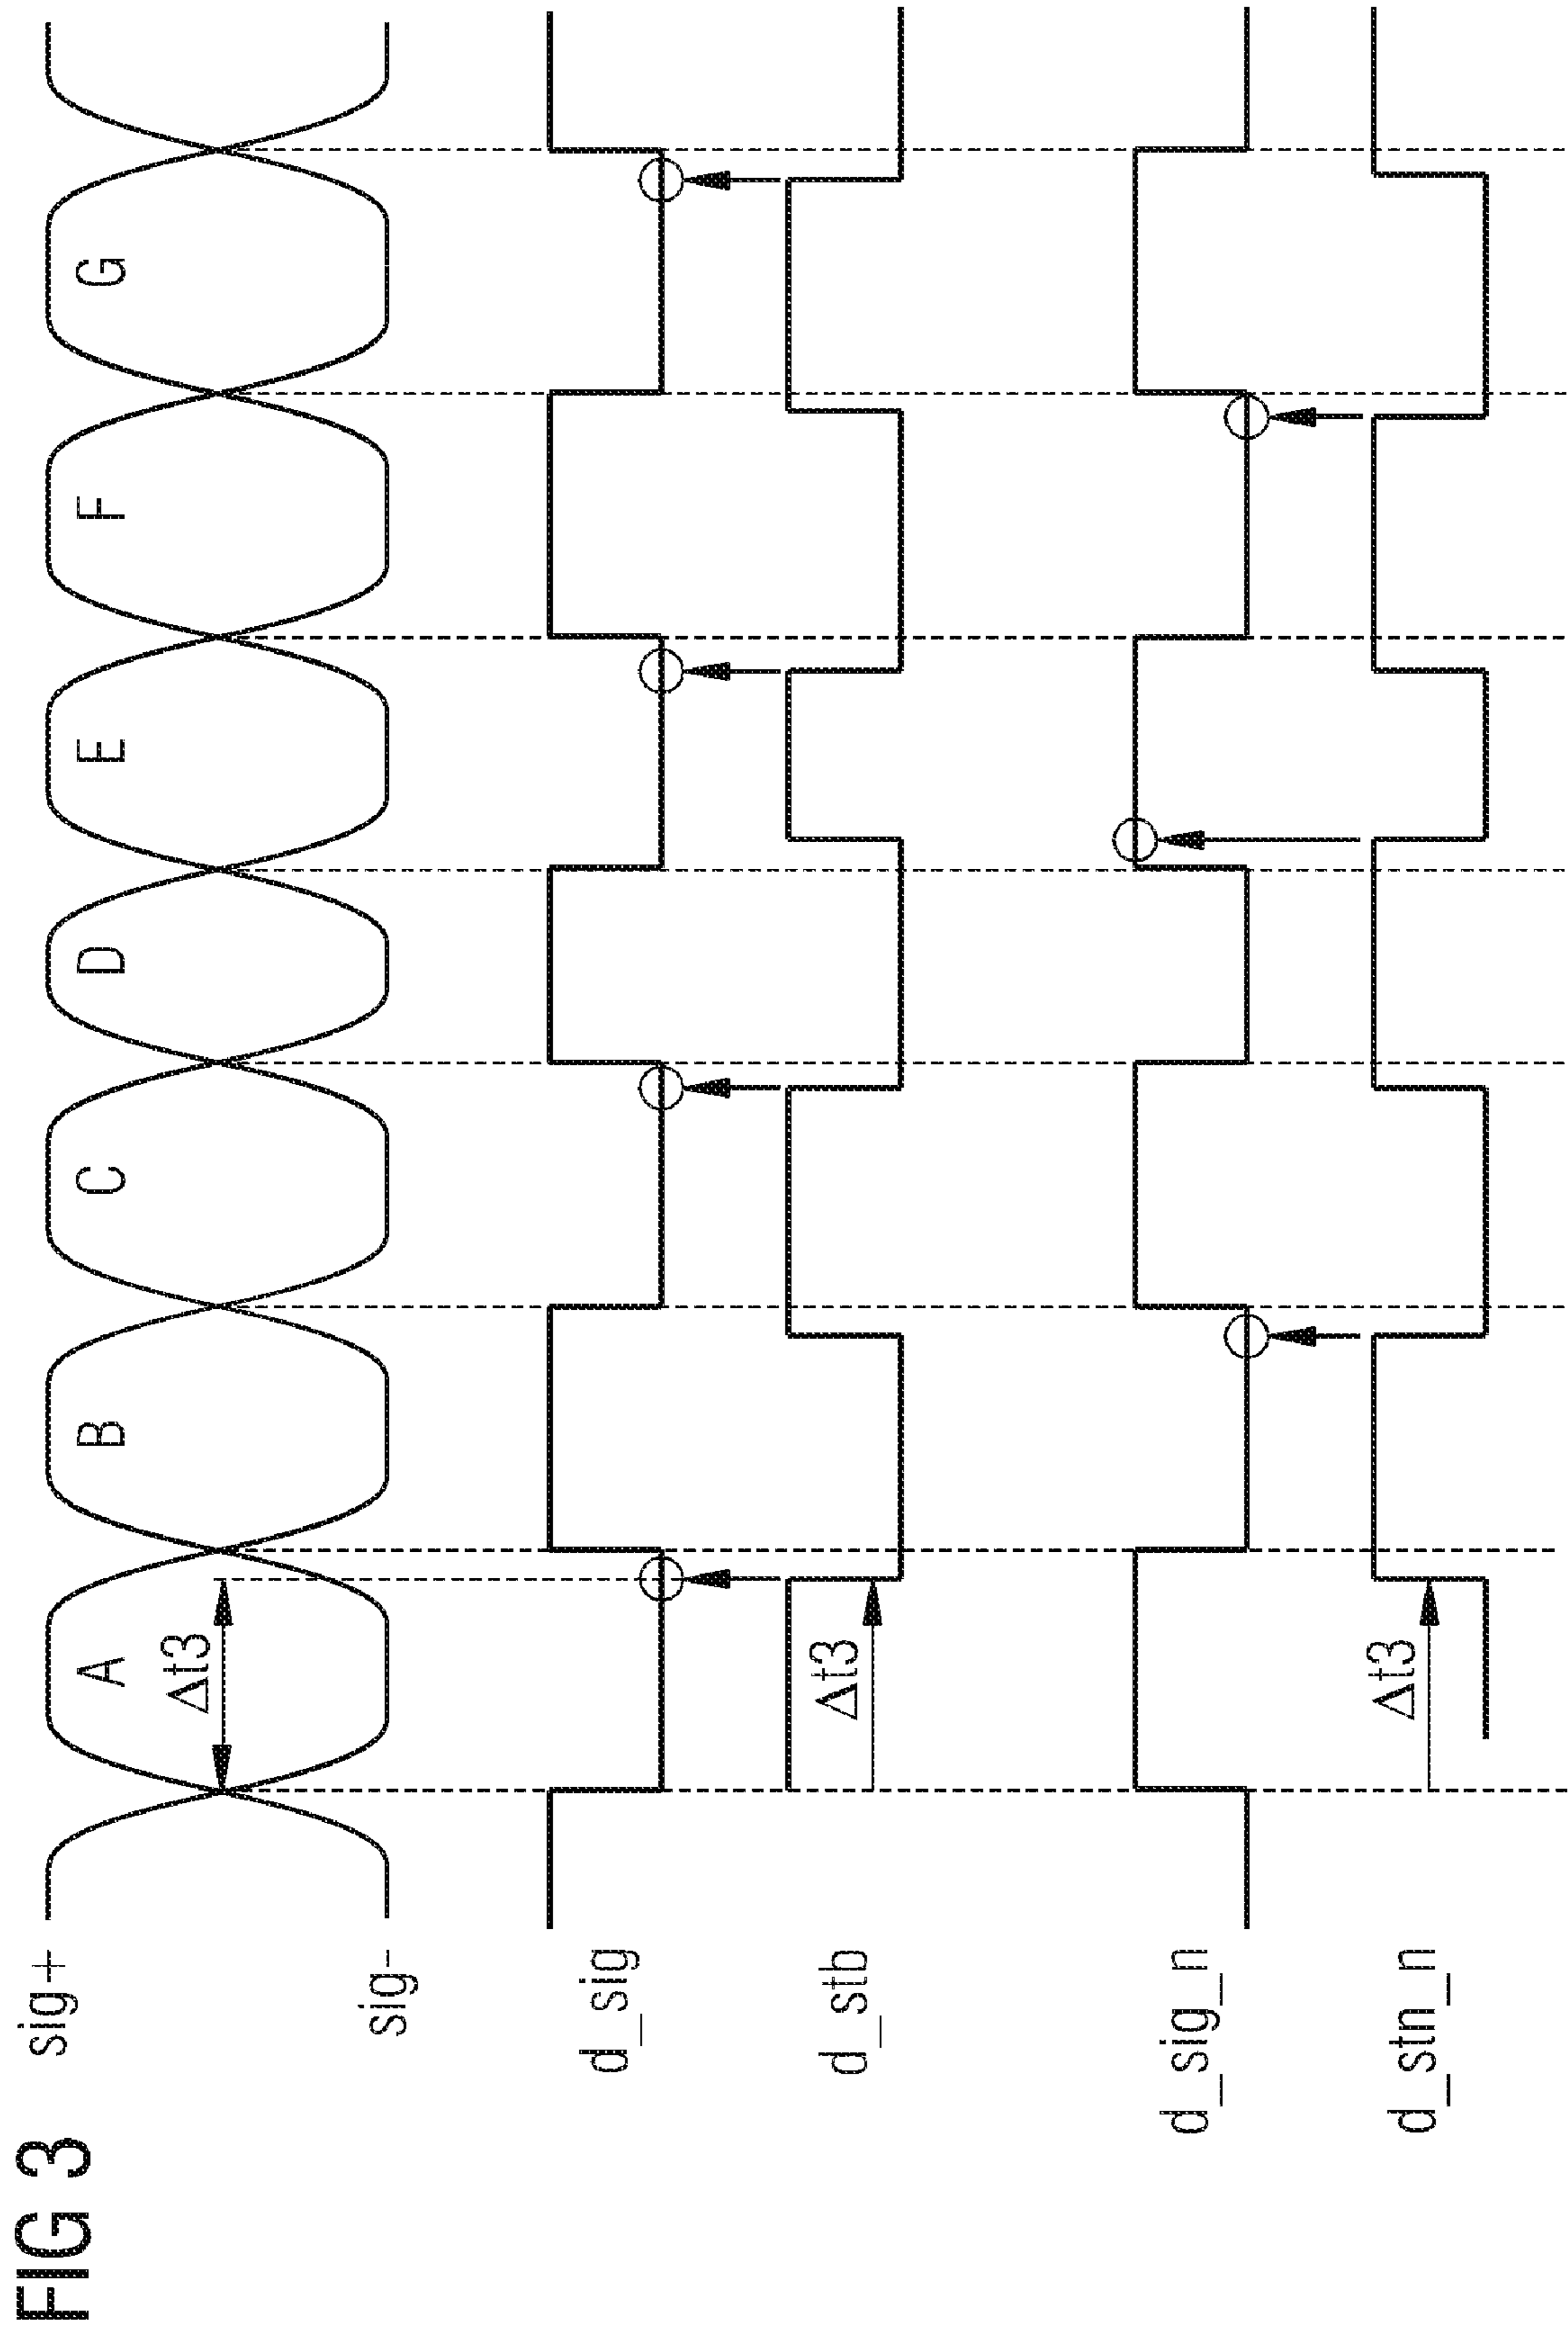 FIG 3
sig+
A B C D E F G
Δt3
sig-
d_sig
d_stb
Δt3
d_sig_n
d_stn_n
Δt3